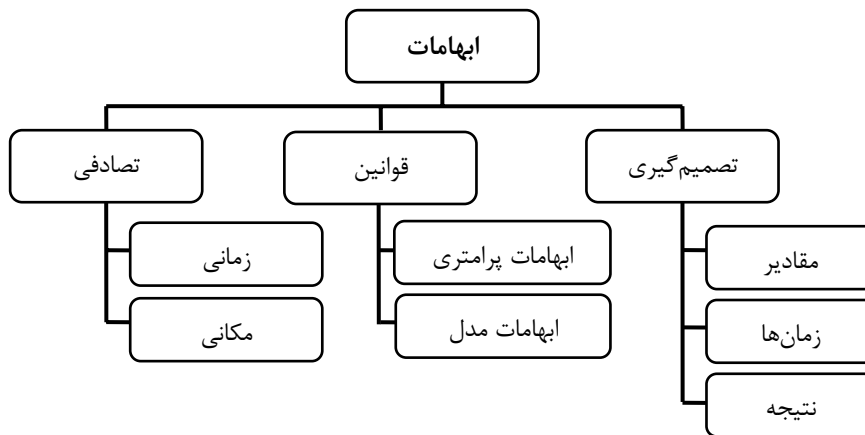 ابهامات
تصمیم‌گیری
قوانین
تصادفی
مقادیر
زمان‌ها
نتیجه
ابهامات پرامتری
ابهامات مدل
زمانی
مکانی